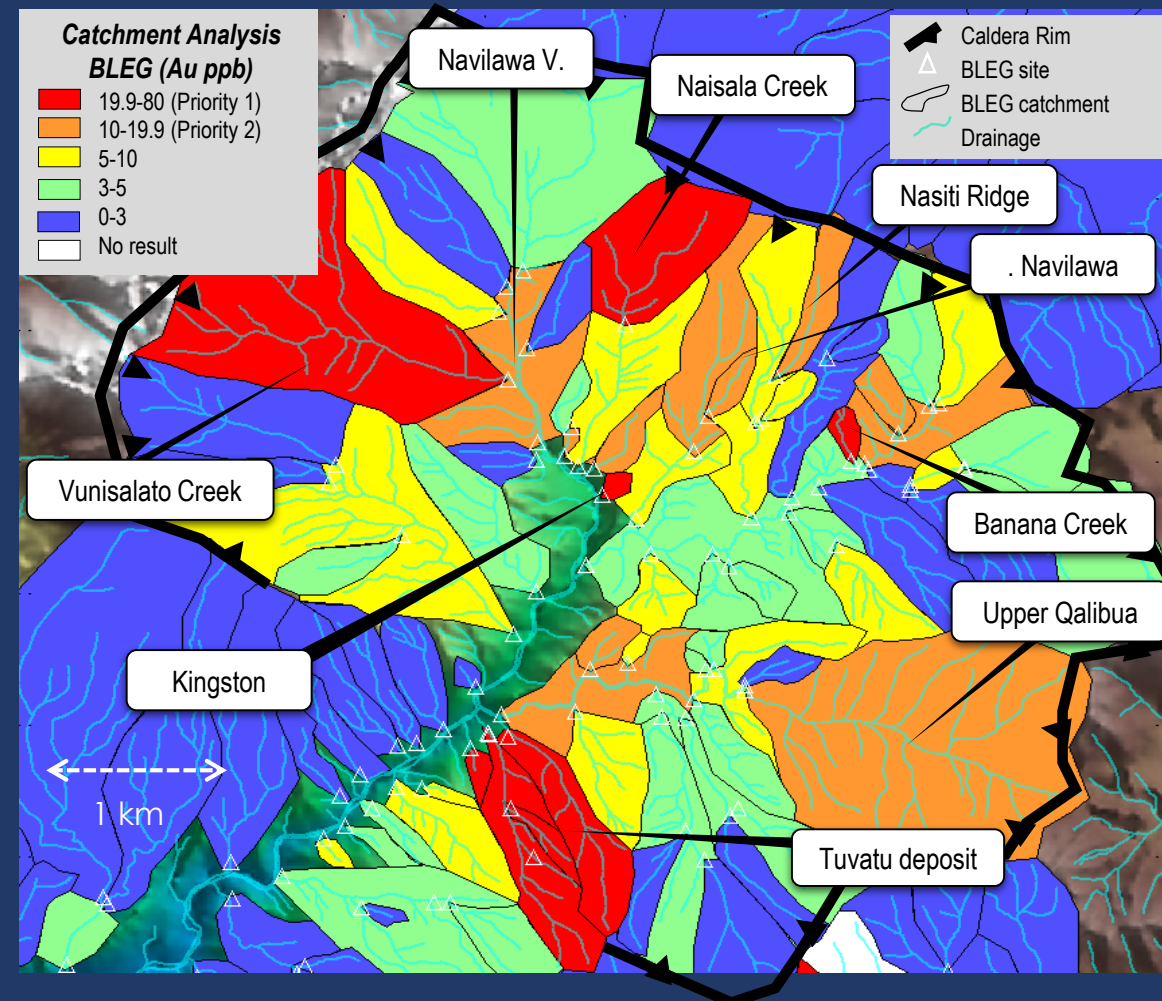 Catchment Analysis
BLEG (Au ppb)
19.9-80 (Priority 1)
10-19.9 (Priority 2)
5-10
3-5
0-3
No result
Caldera Rim
BLEG site
BLEG catchment
Drainage
Navilawa V.
Naisala Creek
Nasiti Ridge
. Navilawa
Vunisalato Creek
Banana Creek
Upper Qalibua
Kingston
1 km
Tuvatu deposit